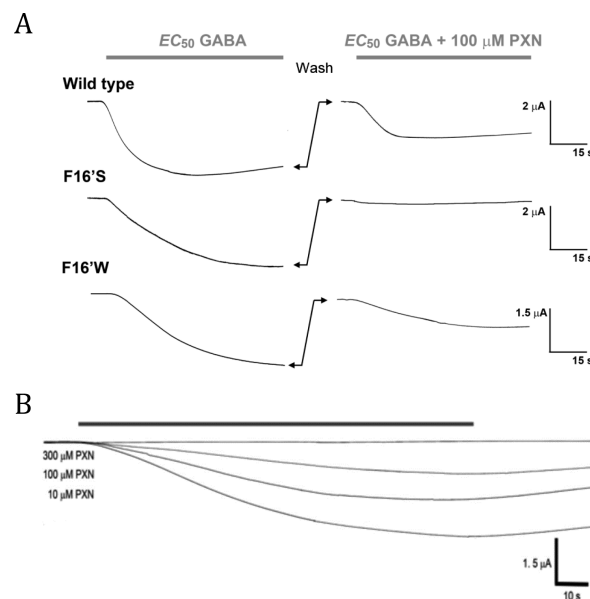 A
EC50 GABA
EC50 GABA + 100 μM PXN
Wash
Wild type
2 μA
15 s
F16'S
2 μA
15 s
F16'W
1.5 μA
15 s
B
300 μM PXN
100 μM PXN
10 μM PXN
1.5 μA
10 s